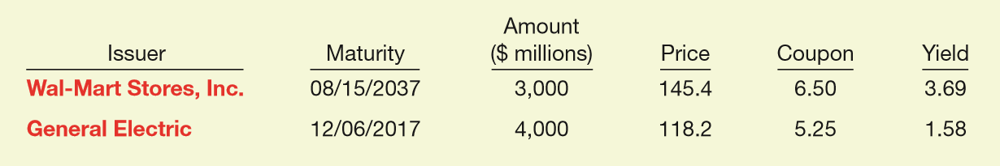 Amount
Issuer Maturity ($ millions) Price Coupon Yield
Wal-Mart Stores, Inc. 08/15/2037 3,000 145.4 6.50 3.69
General Electric 12/06/2017 4,000 118.2 5.25 1.58